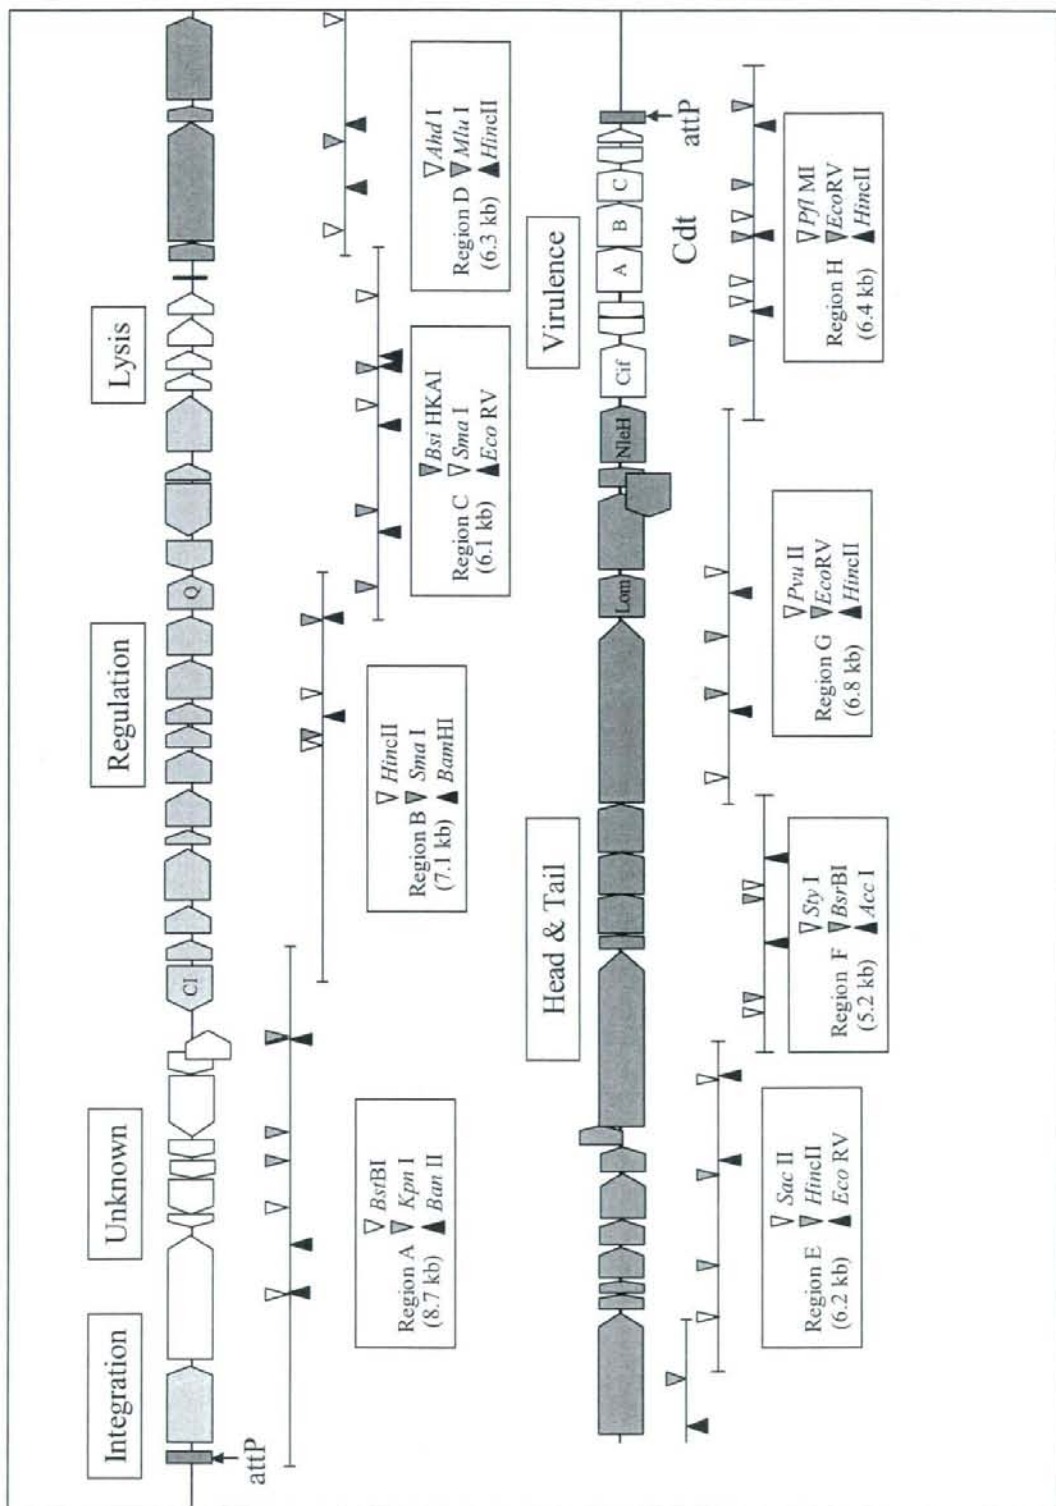 Integration
Unknown
Regulation
Lysis
attP
CI
Q
Region A
(8.7 kb)
BstBI
Kpn I
Ban II
Region B
(7.1 kb)
HincII
Sma I
BamHI
Region C
(6.1 kb)
Bsi HKAI
Sma I
Eco RV
Region D
(6.3 kb)
Ahd I
Mlu I
HincII
Head & Tail
Virulence
Lom
NleH
Cif
A
B
C
Cdt
attP
Region E
(6.2 kb)
Sac II
HincII
Eco RV
Region F
(5.2 kb)
Sty I
BsrBI
Acc I
Region G
(6.8 kb)
Pvu II
EcoRV
HincII
Region H
(6.4 kb)
Pfl MI
EcoRV
HincII